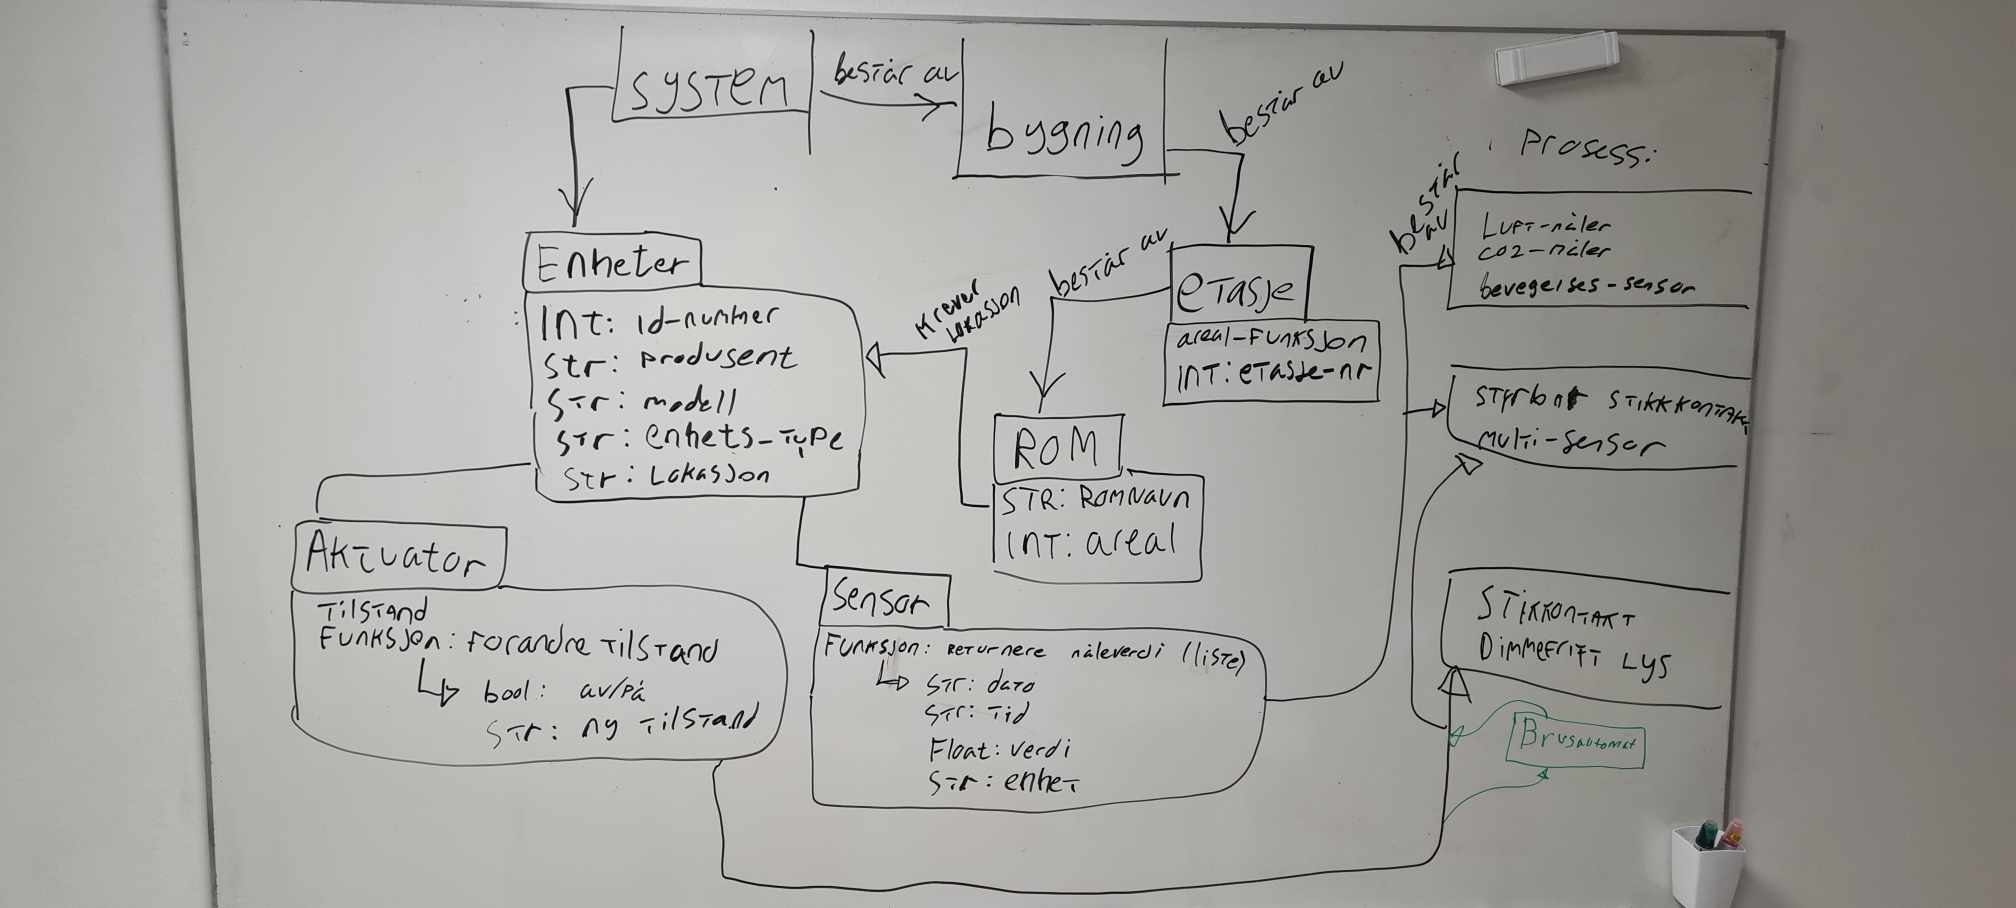 SYSTEM
består av
bygning
består av
Prosess:
består
av
Luft-måler
CO2-måler
bevegelses-sensor
Enheter
Int: id-nummer
Str: Produsent
Str: modell
Str: enhets-type
Str: Lokasjon
Krever
Lokasjon
består av
etasje
areal-Funksjon
INT: etasje-nr
ROM
STR: ROMNavn
INT: areal
Styrbar STIKKKONTAKT
multi-sensor
Aktuator
Tilstand
Funksjon: Forandre Tilstand
bool: av/på
Str: ny Tilstand
Sensor
Funksjon: Returnere måleverdi (liste)
Str: dato
Str: Tid
Float: verdi
Str: enhet
STIKKONTAKT
Brusautomat